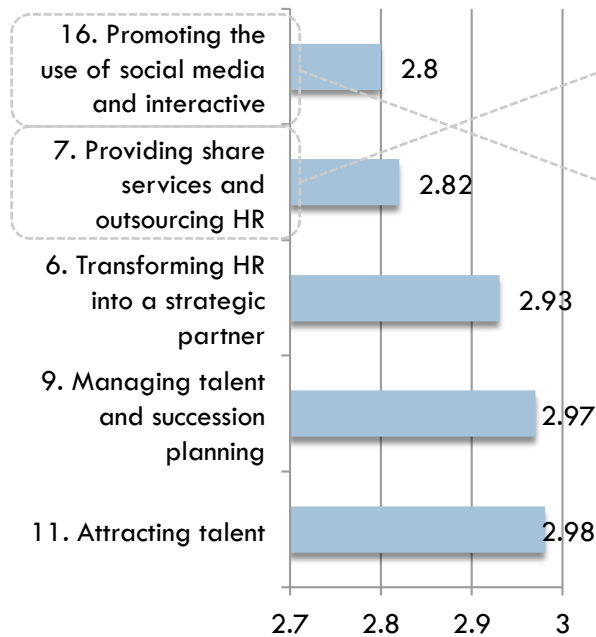 16. Promoting the
use of social media
and interactive
2.8
7. Providing share
services and
outsourcing HR
2.82
6. Transforming HR
into a strategic
partner
2.93
9. Managing talent
and succession
planning
2.97
11. Attracting talent
2.98
2.7 2.8 2.9 3